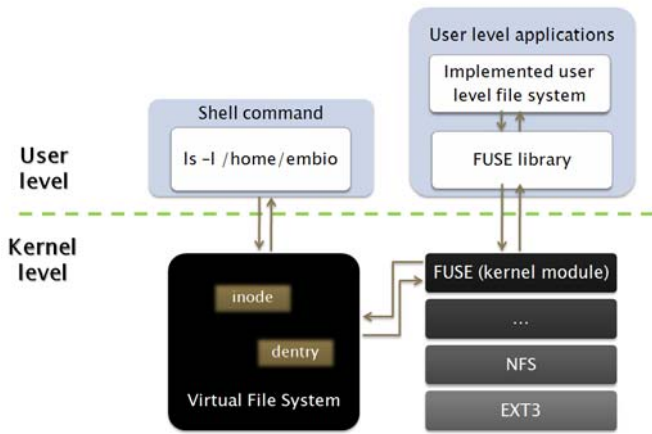 User level applications
Implemented user
level file system
FUSE library
Shell command
ls –l /home/embio
User
level
Kernel
level
inode
dentry
Virtual File System
FUSE (kernel module)
...
NFS
EXT3